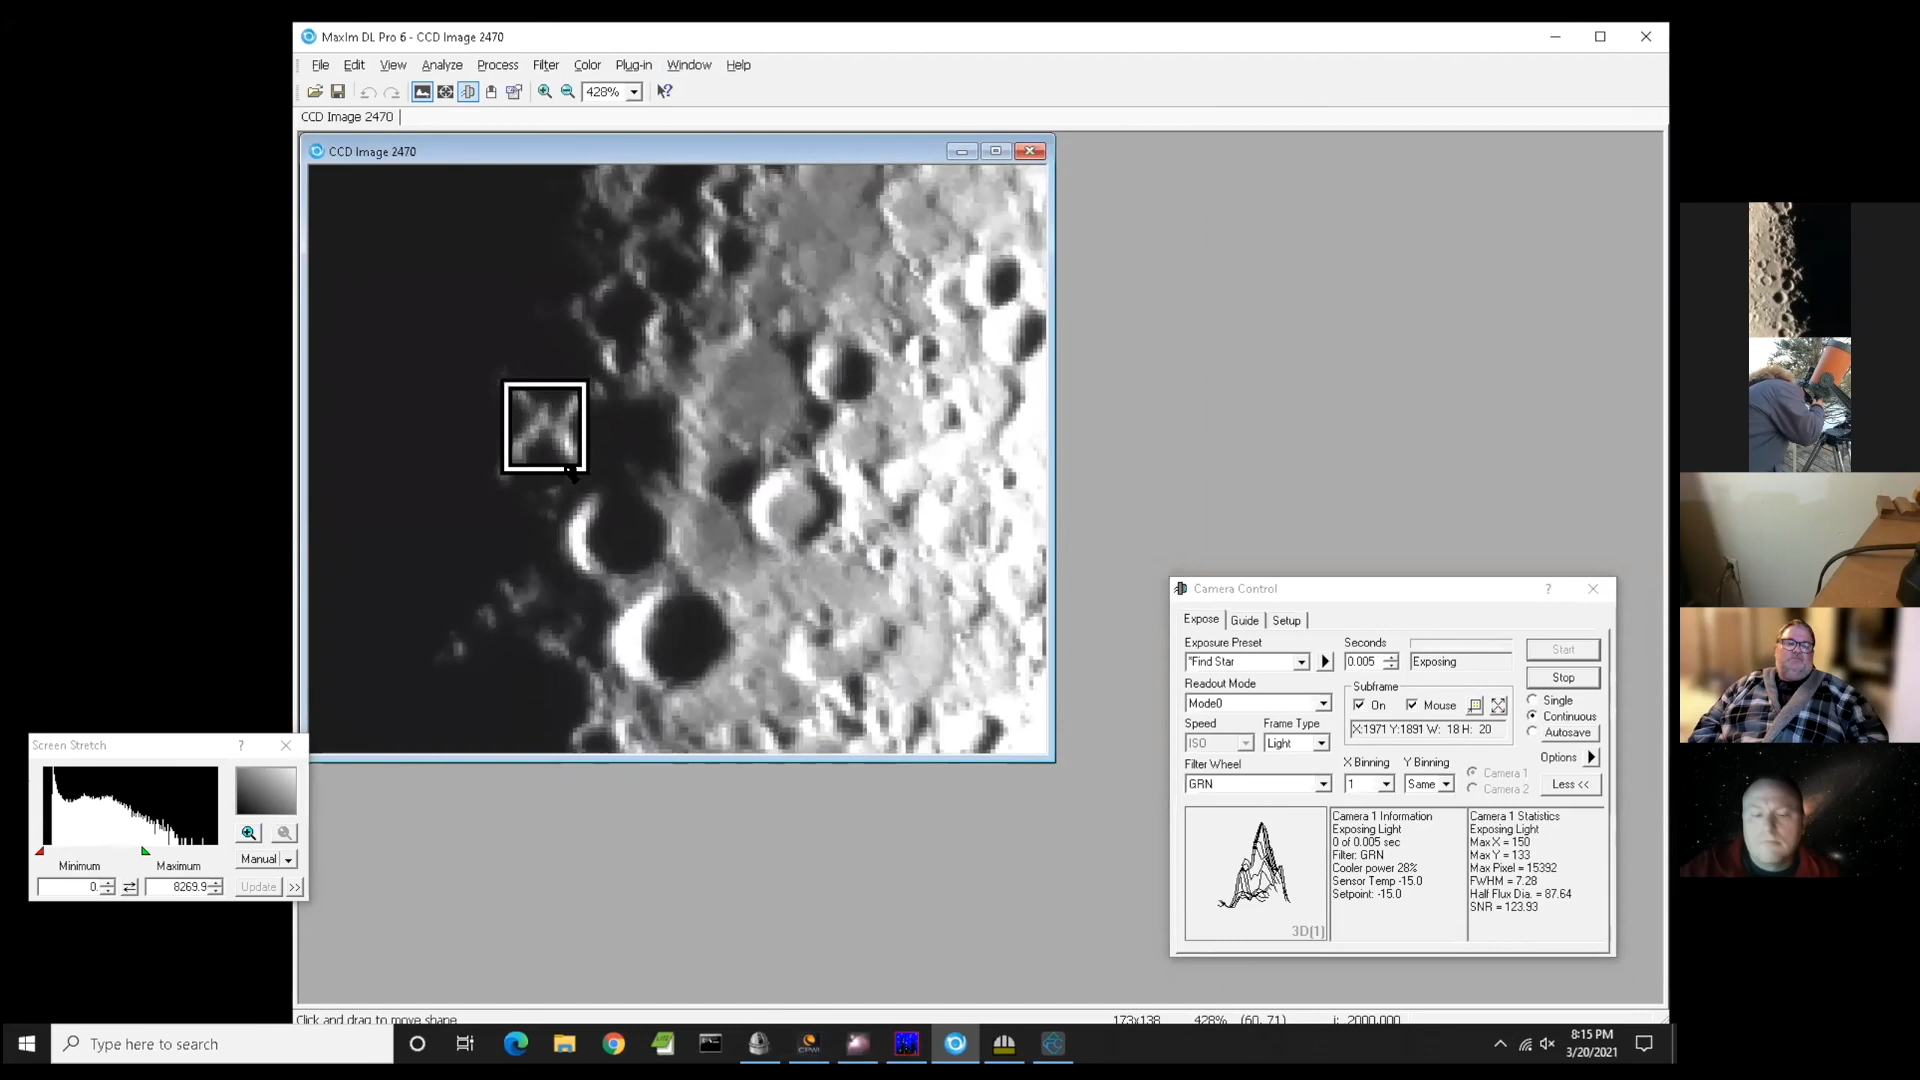 MaxIm DL Pro 6 - CCD Image 2470
File Edit View Analyze Process Filter Color Plug-in Window Help
428%
CCD Image 2470
CCD Image 2470
Camera Control
Expose Guide Setup
Exposure Preset Seconds
*Find Star 0.005 Exposing Start
Readout Mode Stop
Mode0 Subframe
On Mouse Single
Continuous
Speed Frame Type X:1971 Y:1891 W: 18 H: 20 Autosave
ISO Light
Filter Wheel X Binning Y Binning Options
GRN 1 Same Camera 1
Camera 2
Less <<
3D(1)
Camera 1 Information
Exposing Light
0 of 0.005 sec
Filter: GRN
Cooler power 28%
Sensor Temp -15.0
Setpoint: -15.0
Camera 1 Statistics
Exposing Light
Max X = 150
Max Y = 133
Max Pixel = 15392
FWHM = 7.28
Half Flux Dia. = 87.64
SNR = 123.93
Screen Stretch
Minimum Maximum Manual
0. 8269.9 Update >>
Click and drag to move shape
173x138 428% (60, 71) i: 2000.000
Type here to search
8:15 PM
3/20/2021